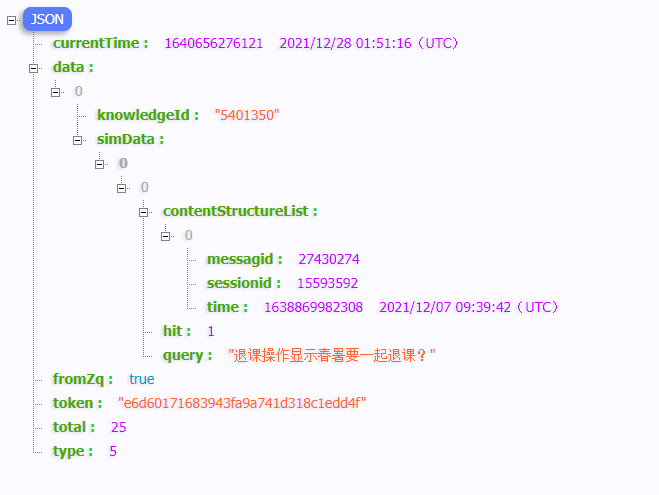 JSON
currentTime : 1640656276121 2021/12/28 01:51:16（UTC）
data :
0
knowledgeId : "5401350"
simData :
0
0
contentStructureList :
0
messagid : 27430274
sessionid : 15593592
time : 1638869982308 2021/12/07 09:39:42（UTC）
hit : 1
query : "退课操作显示春署要一起退课？"
fromZq : true
token : "e6d60171683943fa9a741d318c1edd4f"
total : 25
type : 5